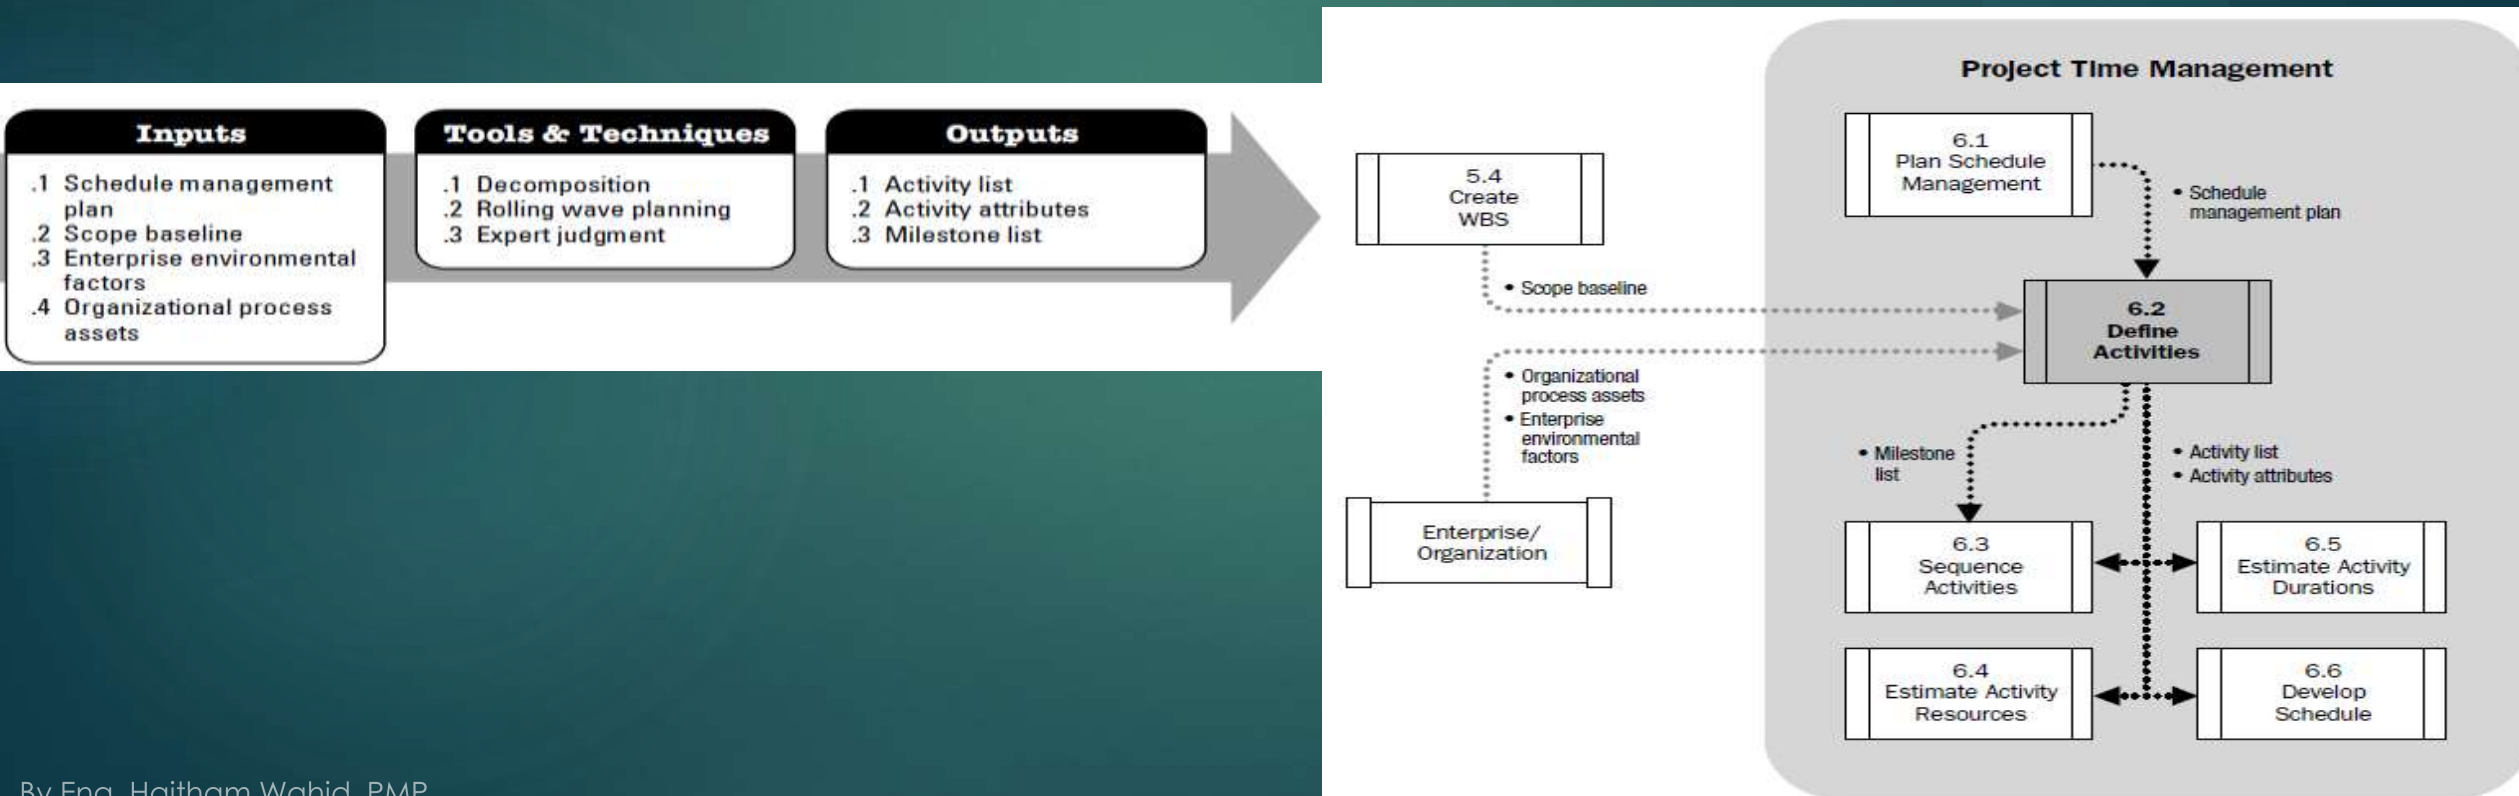 Inputs
.1 Schedule management
plan
.2 Scope baseline
.3 Enterprise environmental
factors
.4 Organizational process
assets
Tools & Techniques
.1 Decomposition
.2 Rolling wave planning
.3 Expert judgment
Outputs
.1 Activity list
.2 Activity attributes
.3 Milestone list
Project Time Management
6.1
Plan Schedule
Management
• Schedule
management plan
5.4
Create
WBS
• Scope baseline
6.2
Define
Activities
• Organizational
process assets
• Enterprise
environmental
factors
Enterprise/
Organization
• Milestone
list
• Activity list
• Activity attributes
6.3
Sequence
Activities
6.5
Estimate Activity
Durations
6.4
Estimate Activity
Resources
6.6
Develop
Schedule
By Eng. Haitham Wahid, PMP